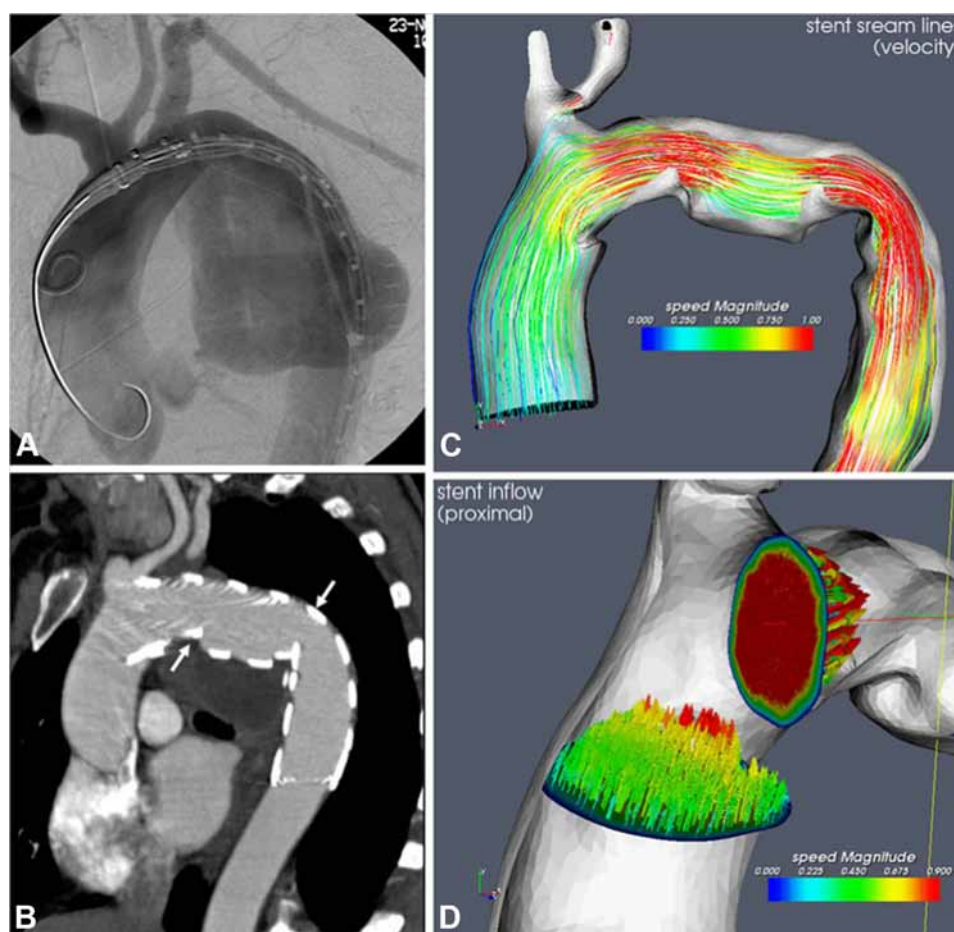 23-N
10
A
stent sream line
(velocity)
speed Magnitude
0.000 0.250 0.500 0.750 1.00
C
B
stent inflow
(proximal)
speed Magnitude
0.000 0.225 0.450 0.675 0.900
D